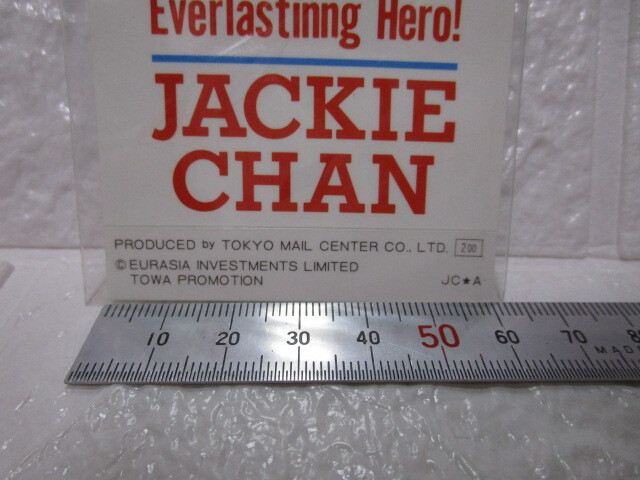 Everlastinng Hero!
JACKIE
CHAN
PRODUCED by TOKYO MAIL CENTER CO., LTD. 200
© EURASIA INVESTMENTS LIMITED
TOWA PROMOTION JC★A
10 20 30 40 50 60 70
MAD